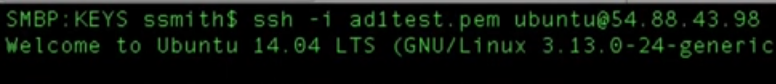 SMBP:KEYS ssmith$ ssh -i ad1test.pem ubuntu@54.88.43.98
Welcome to Ubuntu 14.04 LTS (GNU/Linux 3.13.0-24-generic